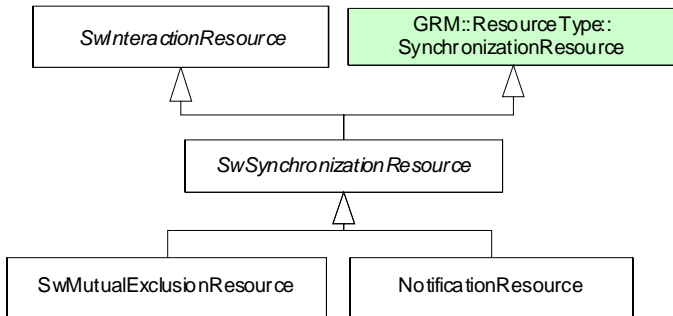 SwInteractionResource
GRM::ResourceType::
SynchronizationResource
SwSynchronizationResource
SwMutualExclusionResource
NotificationResource